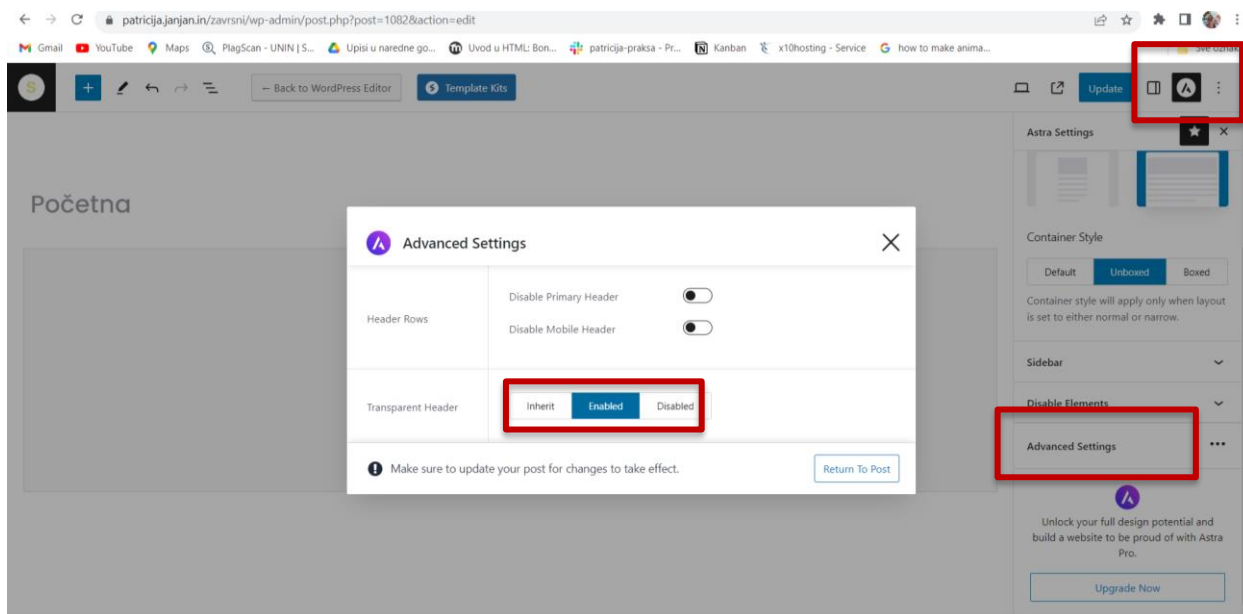 patricija.janjan.in/zavrsni/wp-admin/post.php?post=1082&action=edit
Gmail YouTube Maps PlagScan - UNIN | S... Upisi u naredne go... Uvod u HTML: Bon... patricija-praksa - Pr... Kanban x10hosting - Service how to make anima...
S ← Back to WordPress Editor Template Kits Update
Astra Settings
Početna
Advanced Settings
Header Rows
Disable Primary Header
Disable Mobile Header
Transparent Header
Inherit Enabled Disabled
Make sure to update your post for changes to take effect.
Return To Post
Container Style
Default Unboxed Boxed
Container style will apply only when layout
is set to either normal or narrow.
Sidebar
Disable Elements
Advanced Settings
Unlock your full design potential and
build a website to be proud of with Astra
Pro.
Upgrade Now